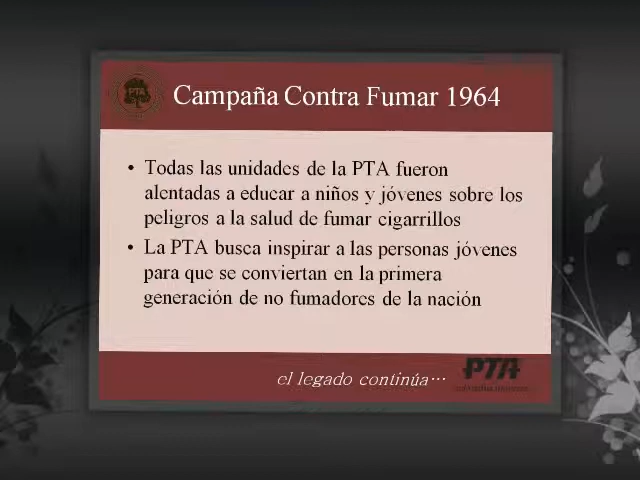 PTA
Campaña Contra Fumar 1964
• Todas las unidades de la PTA fueron
alentadas a educar a niños y jóvenes sobre los
peligros a la salud de fumar cigarrillos
• La PTA busca inspirar a las personas jóvenes
para que se conviertan en la primera
generación de no fumadores de la nación
el legado continúa...
PTA